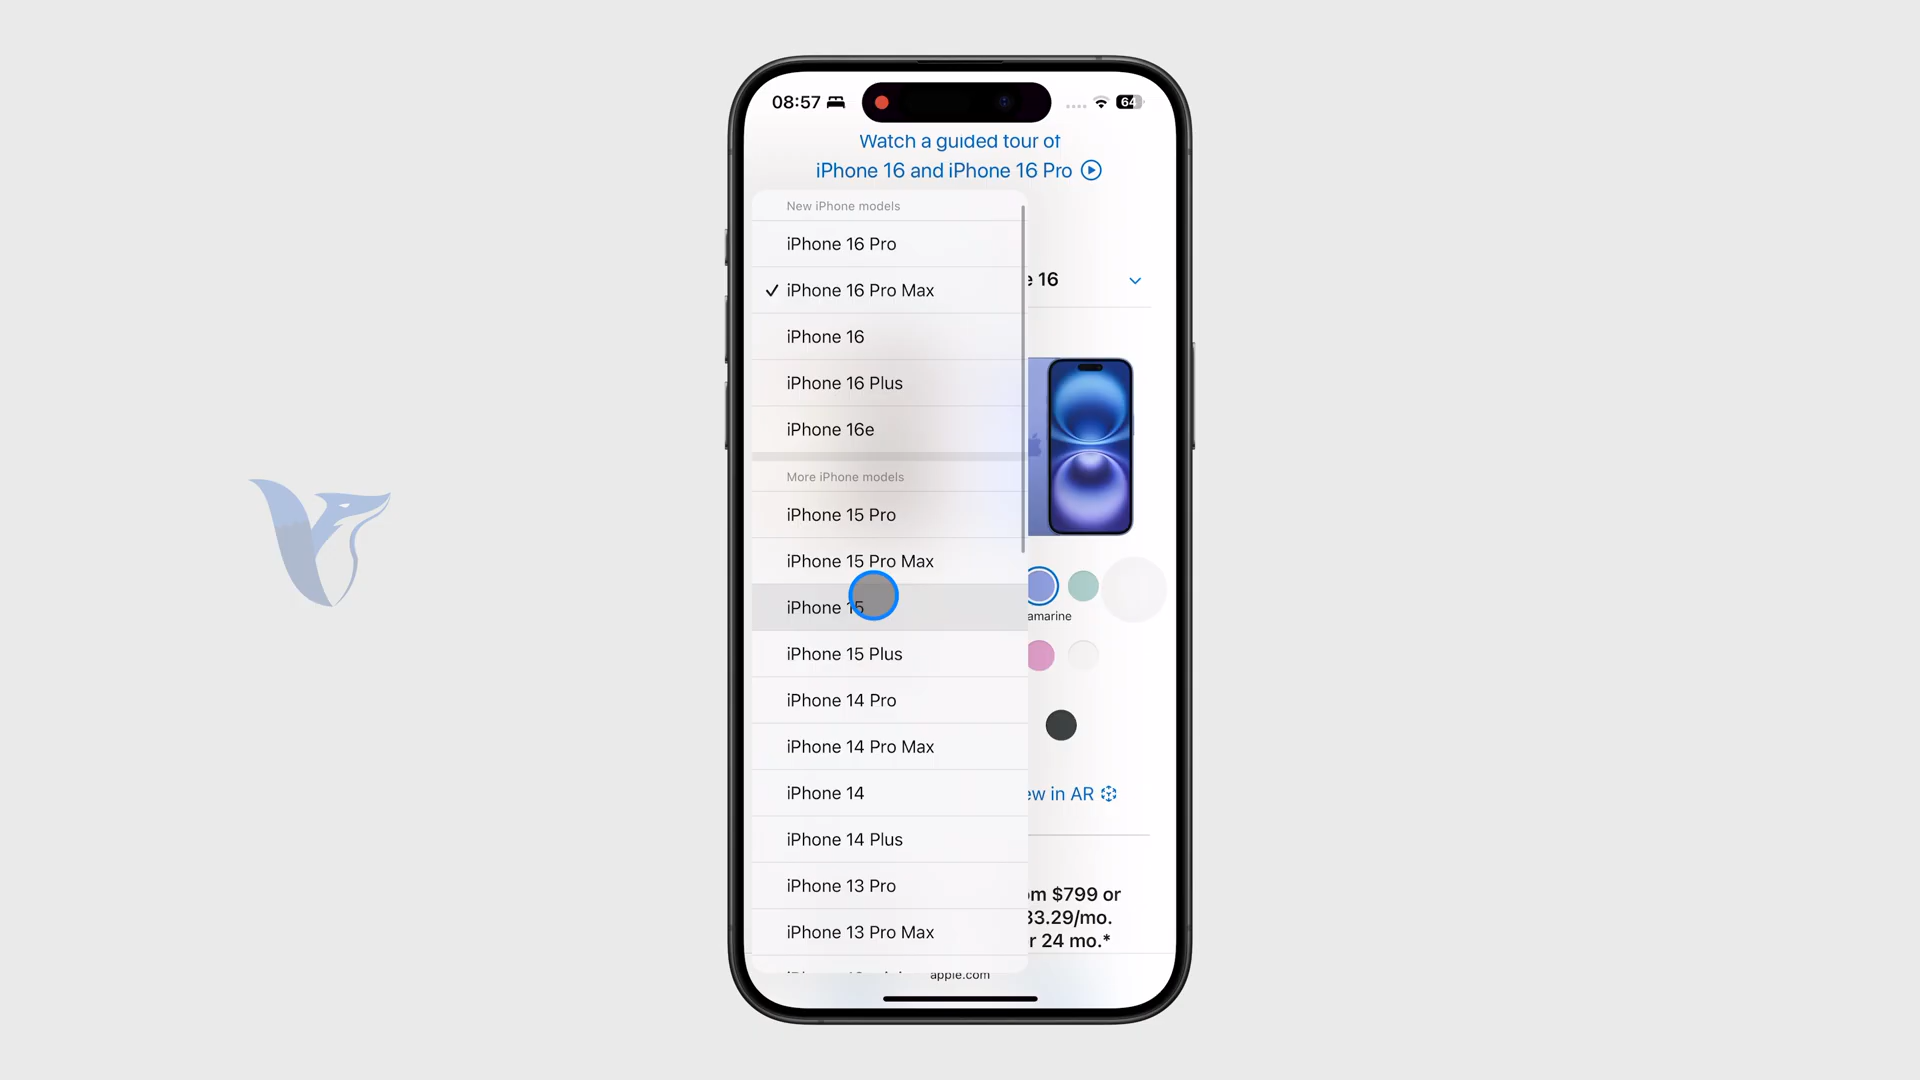 08:57
64
Watch a guided tour of
iPhone 16 and iPhone 16 Pro
New iPhone models
iPhone 16 Pro
✓ iPhone 16 Pro Max
iPhone 16
iPhone 16 Plus
iPhone 16e
More iPhone models
iPhone 15 Pro
iPhone 15 Pro Max
iPhone 15
iPhone 15 Plus
iPhone 14 Pro
iPhone 14 Pro Max
iPhone 14
iPhone 14 Plus
iPhone 13 Pro
iPhone 13 Pro Max
e 16
amarine
ew in AR
om $799 or
33.29/mo.
r 24 mo.*
apple.com